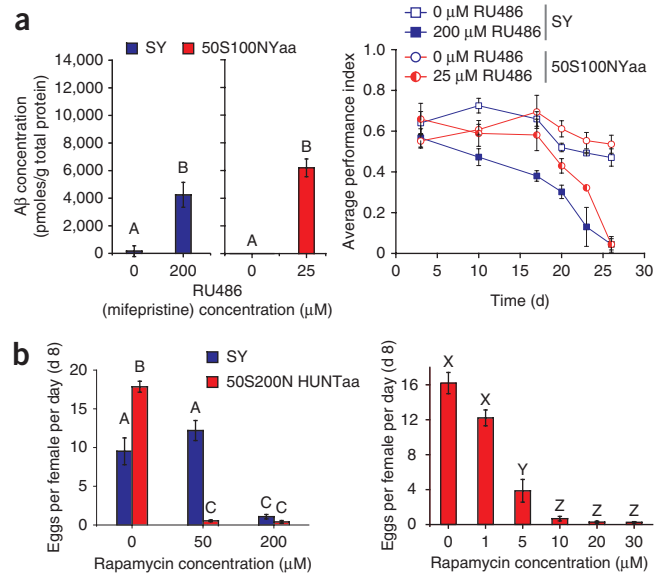 a
SY
50S100NYaa
Aβ concentration
(pmoles/g total protein)
14,000
12,000
10,000
8,000
6,000
4,000
2,000
0
A
B
A
B
0
200
0
25
RU486
(mifepristine) concentration (μM)
0 μM RU486
200 μM RU486
SY
0 μM RU486
25 μM RU486
50S100NYaa
Average performance index
1.0
0.8
0.6
0.4
0.2
0
0 5 10 15 20 25 30
Time (d)
b
SY
50S200N HUNTaa
Eggs per female per day (d 8)
20
15
10
5
0
A
B
A
C
C
C
0
50
200
Rapamycin concentration (μM)
Eggs per female per day (d 8)
16
12
8
4
0
X
X
Y
Z
Z
Z
0 1 5 10 20 30
Rapamycin concentration (μM)